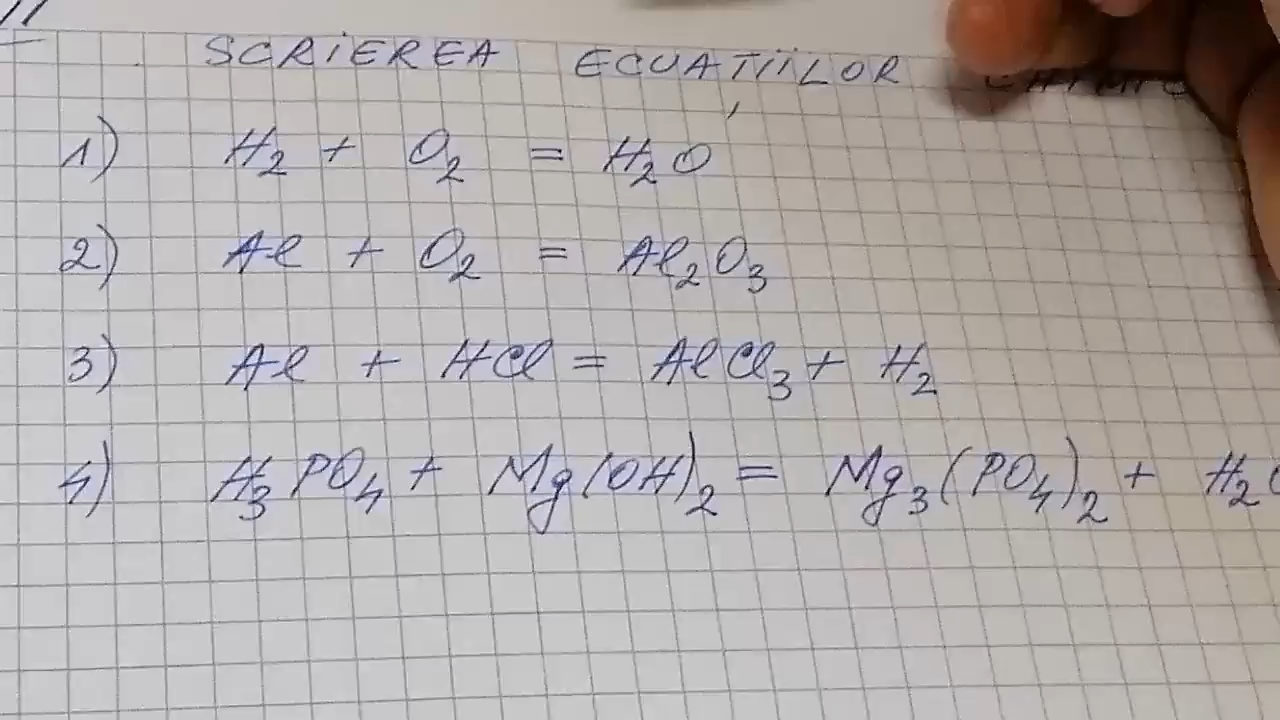 SCRIEREA ECUAȚIILOR
1) H₂ + O₂ = H₂O
2) Al + O₂ = Al₂O₃
3) Al + HCl = AlCl₃ + H₂
4) H₃PO₄ + Mg(OH)₂ = Mg₃(PO₄)₂ + H₂O